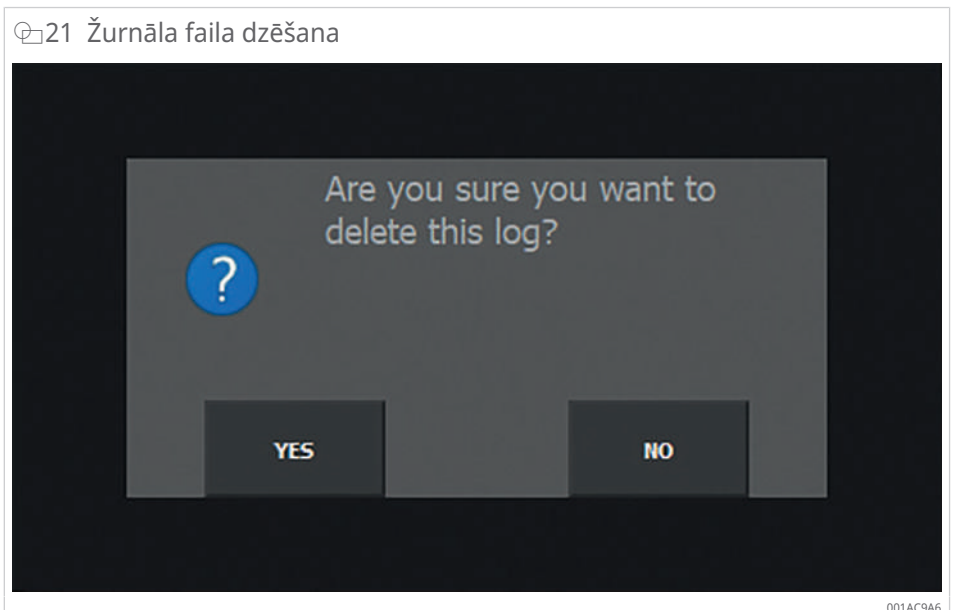 21 Žurnāla faila dzēšana
Are you sure you want to
delete this log?
?
YES
NO
001AC9A6